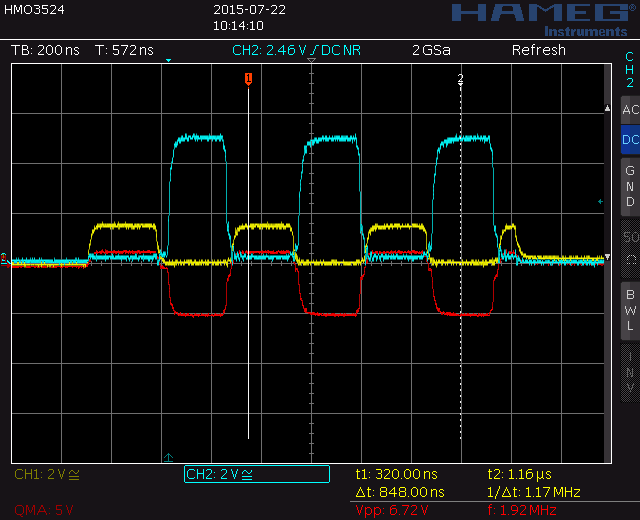 HMO3524 2015-07-22 HAMEG
10:14:10 Instruments
TB: 200 ns T: 572 ns CH2: 2.46 V DC NR 2 GSa Refresh
CH2
1 2
AC
DC
GND
50 Ω
BWL
NV
CH1: 2 V CH2: 2 V t1: 320.00 ns t2: 1.16 µs
Δt: 848.00 ns 1/Δt: 1.17 MHz
QMA: 5 V Vpp: 6.72 V f: 1.92 MHz